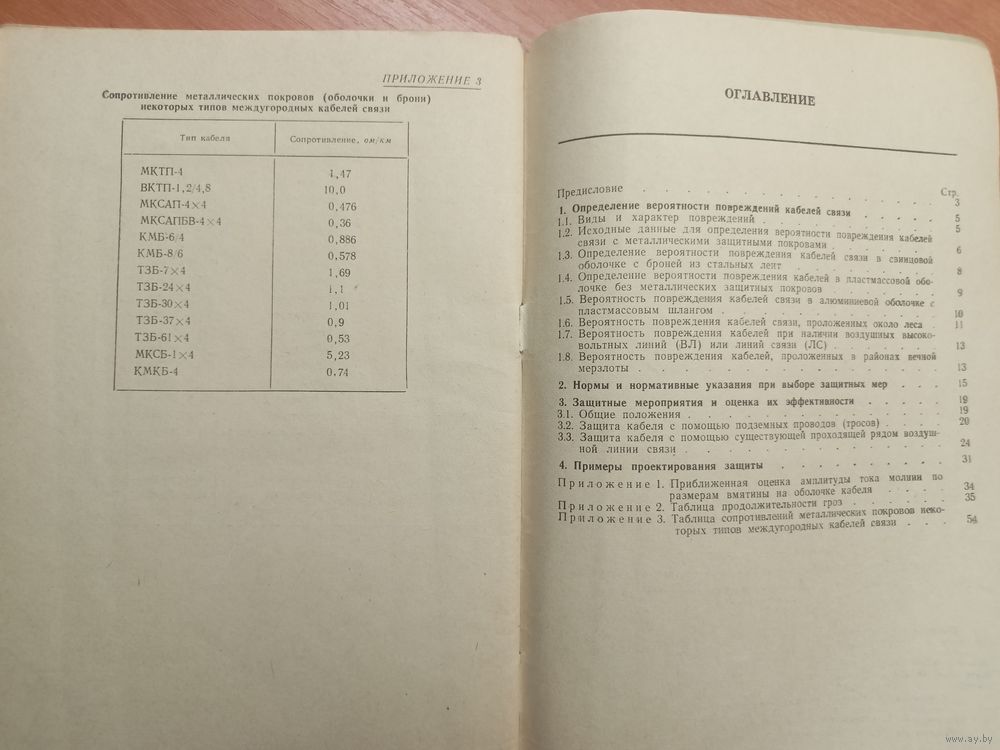 ПРИЛОЖЕНИЕ 3
Сопротивление металлических покровов (оболочки и брони)
некоторых типов междугородных кабелей связи
Тип кабеля Сопротивление, ом/км
МКТП-4 1,47
ВКТП-1,2/4,8 10,0
МКСАП-4×4 0,476
МКСАПБВ-4×4 0,36
КМБ-6/4 0,886
КМБ-8/6 0,578
ТЗБ-7×4 1,69
ТЗБ-24×4 1,1
ТЗБ-30×4 1,01
ТЗБ-37×4 0,9
ТЗБ-61×4 0,53
МКСБ-1×4 5,23
КМКБ-4 0,74
ОГЛАВЛЕНИЕ
Стр.
Предисловие . . . . . . . . . . 3
1. Определение вероятности повреждений кабелей связи . . . . . 5
1.1. Виды и характер повреждений . . . . . . . . . 5
1.2. Исходные данные для определения вероятности повреждения кабелей
связи с металлическими защитными покровами . . . . . . 6
1.3. Определение вероятности повреждения кабелей связи в свинцовой
оболочке с броней из стальных лент . . . . . . . 8
1.4. Определение вероятности повреждения кабелей в пластмассовой обо-
лочке без металлических защитных покровов . . . . . 9
1.5. Вероятность повреждения кабелей связи в алюминиевой оболочке с
пластмассовым шлангом . . . . . . . . . . 10
1.6. Вероятность повреждения кабелей связи, проложенных около леса . 11
1.7. Вероятность повреждения кабелей при наличии воздушных высоко-
вольтных линий (ВЛ) или линий связи (ЛС) . . . . . . 13
1.8. Вероятность повреждения кабелей, проложенных в районах вечной
мерзлоты . . . . . . . . . . . . 13
2. Нормы и нормативные указания при выборе защитных мер . . . 15
3. Защитные мероприятия и оценка их эффективности . . . . . 19
3.1. Общие положения . . . . . . . . . . . 19
3.2. Защита кабеля с помощью подземных проводов (тросов) . . . . 20
3.3. Защита кабеля с помощью существующей проходящей рядом воздуш-
ной линии связи . . . . . . . . . . . 24
4. Примеры проектирования защиты . . . . . . . . 31
Приложение 1. Приближенная оценка амплитуды тока молнии по
размерам вмятины на оболочке кабеля . . . . 34
Приложение 2. Таблица продолжительности гроз . . . . . 35
Приложение 3. Таблица сопротивлений металлических покровов неко-
торых типов междугородных кабелей связи . . . 54
www.ay.by